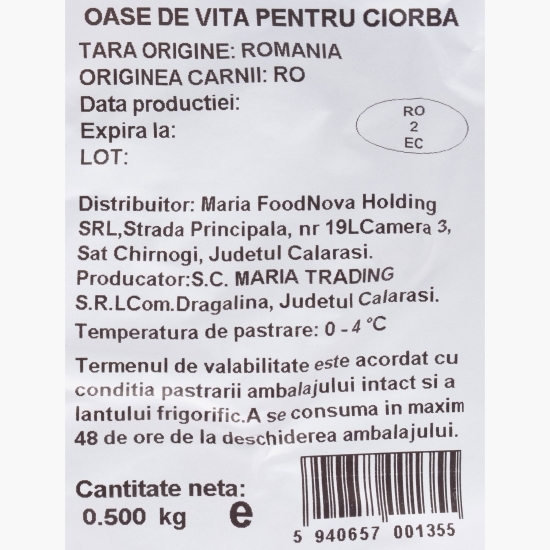 OASE DE VITA PENTRU CIORBA
TARA ORIGINE: ROMANIA
ORIGINEA CARNII: RO
Data productiei:
Expira la:
LOT:
RO
2
EC
Distribuitor: Maria FoodNova Holding
SRL,Strada Principala, nr 19LCamera 3,
Sat Chirnogi, Judetul Calarasi.
Producator:S.C. MARIA TRADING
S.R.LCom.Dragalina, Judetul Calarasi.
Temperatura de pastrare: 0 - 4 °C
Termenul de valabilitate este acordat cu
conditia pastrarii ambalajului intact si a
lantului frigorific.A se consuma in maxim
48 de ore de la deschiderea ambalajului.
Cantitate neta:
0.500 kg e
5 940657 001355